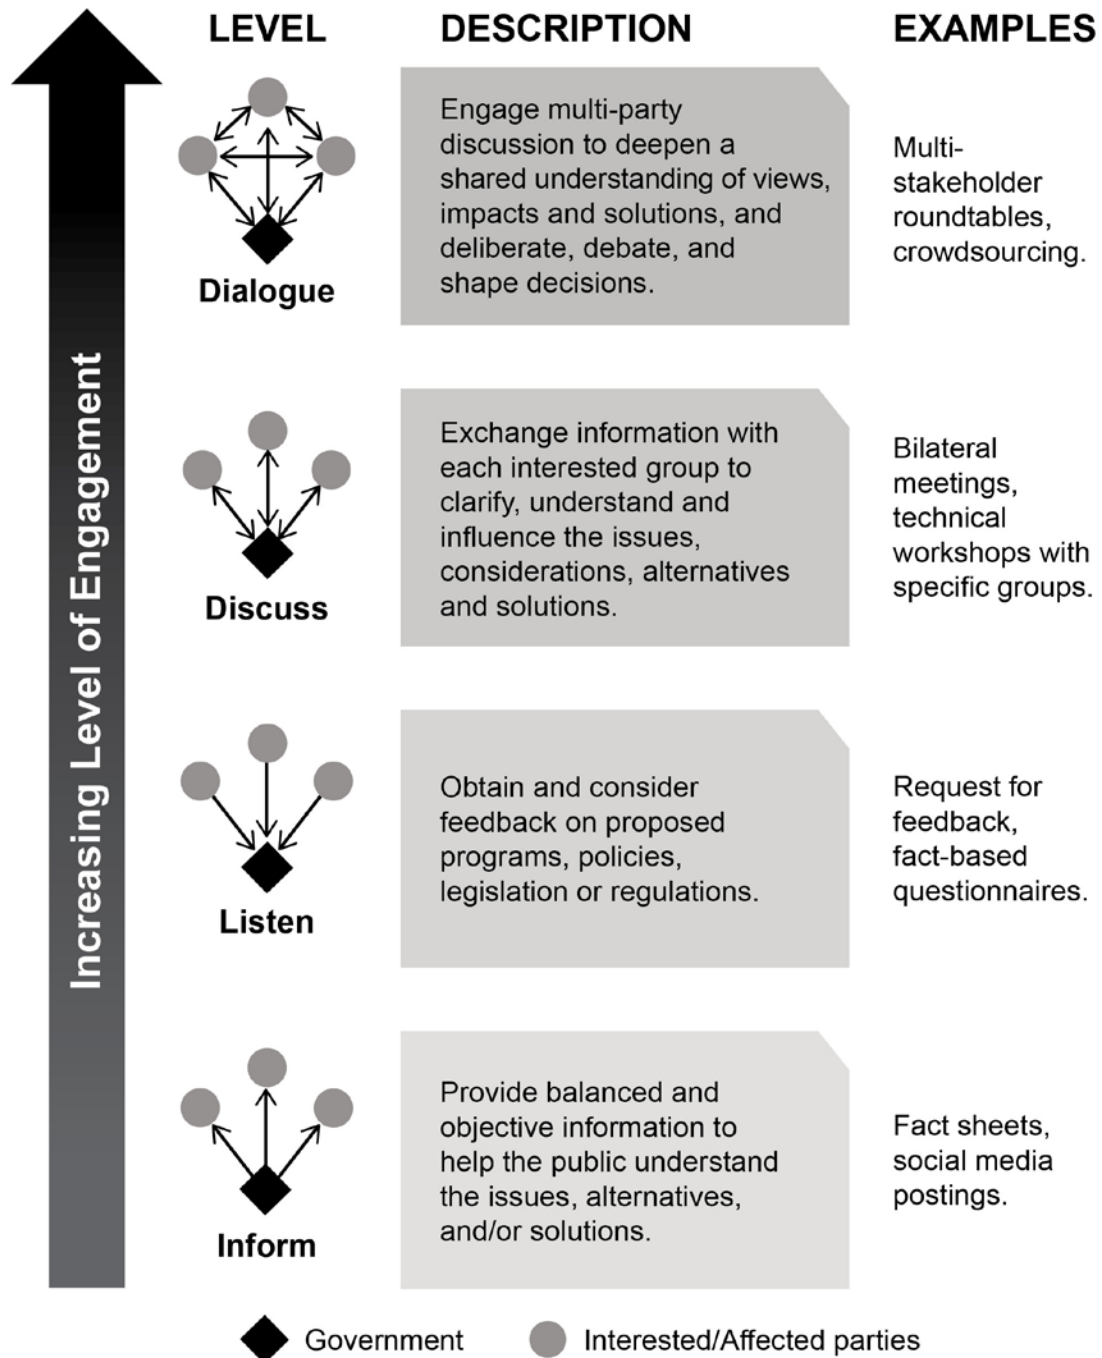 LEVEL
DESCRIPTION
EXAMPLES
Increasing Level of Engagement
Dialogue
Engage multi-party
discussion to deepen a
shared understanding of views,
impacts and solutions, and
deliberate, debate, and
shape decisions.
Multi-
stakeholder
roundtables,
crowdsourcing.
Discuss
Exchange information with
each interested group to
clarify, understand and
influence the issues,
considerations, alternatives
and solutions.
Bilateral
meetings,
technical
workshops with
specific groups.
Listen
Obtain and consider
feedback on proposed
programs, policies,
legislation or regulations.
Request for
feedback,
fact-based
questionnaires.
Inform
Provide balanced and
objective information to
help the public understand
the issues, alternatives,
and/or solutions.
Fact sheets,
social media
postings.
Government
Interested/Affected parties